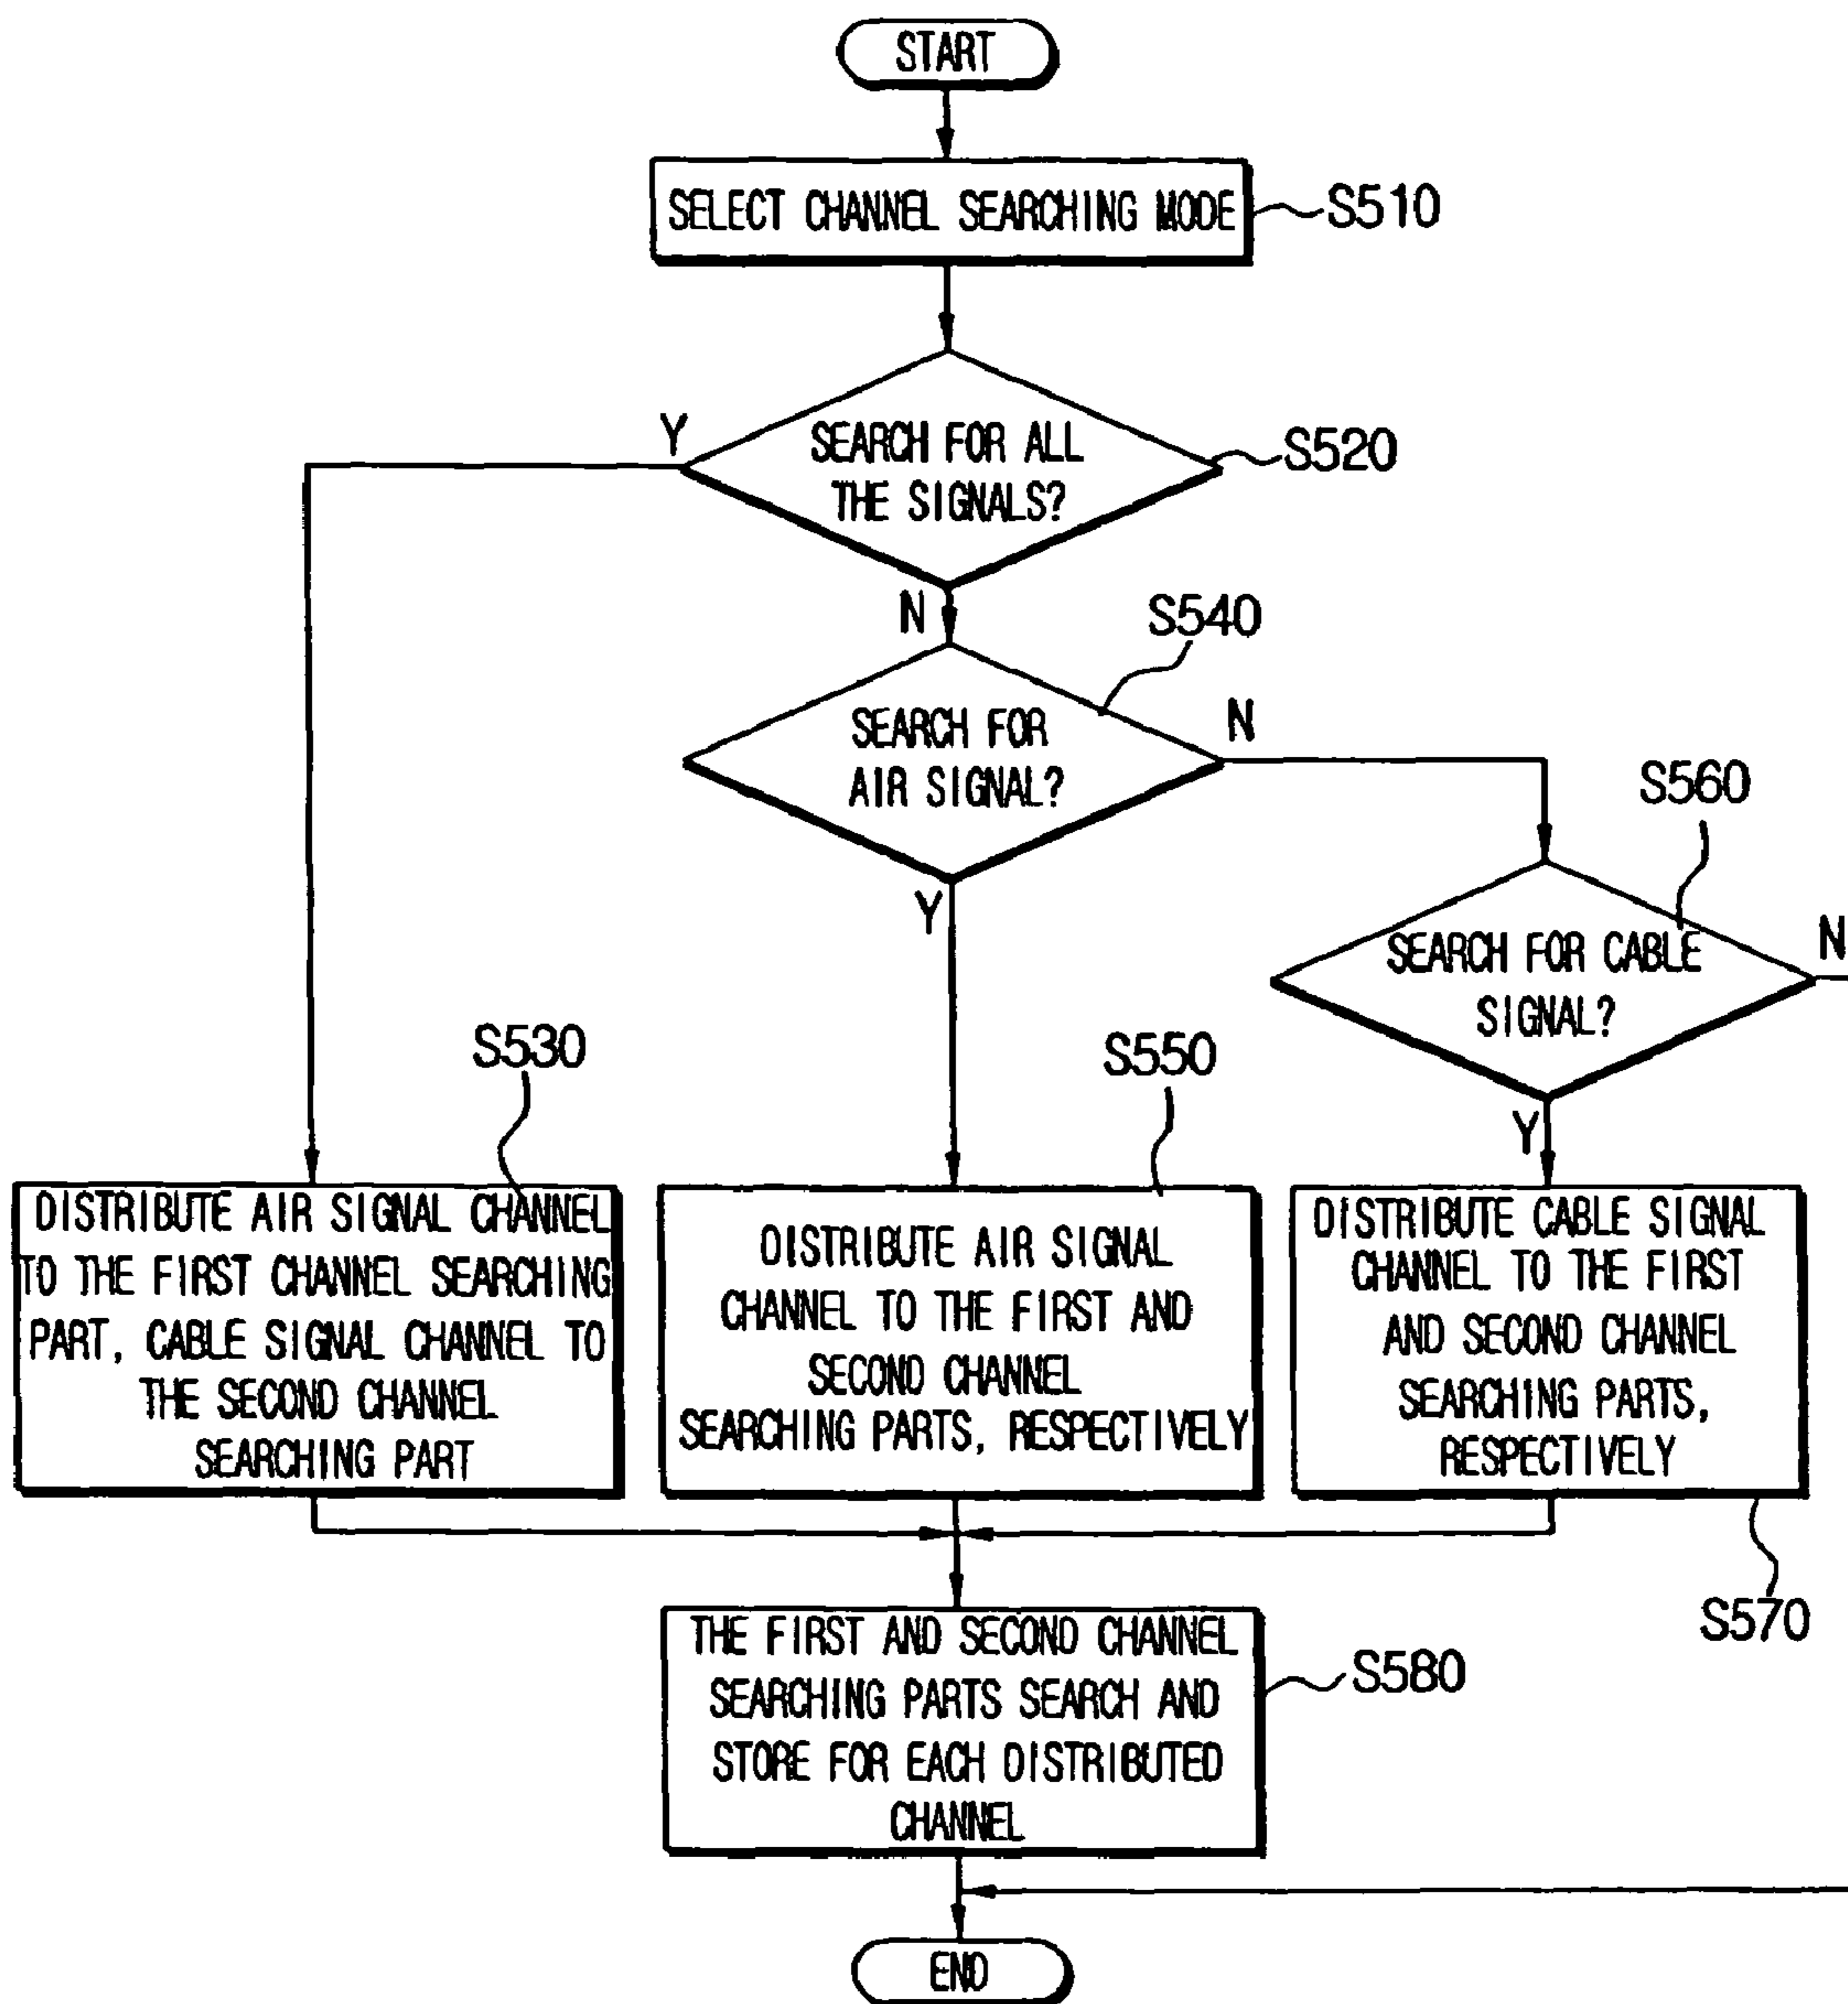 START
SELECT CHANNEL SEARCHING MODE
S510
Y
SEARCH FOR ALL
THE SIGNALS?
S520
N
S540
SEARCH FOR
AIR SIGNAL?
N
S560
Y
SEARCH FOR CABLE
SIGNAL?
N
S530
S550
Y
DISTRIBUTE AIR SIGNAL CHANNEL
TO THE FIRST CHANNEL SEARCHING
PART, CABLE SIGNAL CHANNEL TO
THE SECOND CHANNEL
SEARCHING PART
DISTRIBUTE AIR SIGNAL
CHANNEL TO THE FIRST AND
SECOND CHANNEL
SEARCHING PARTS, RESPECTIVELY
DISTRIBUTE CABLE SIGNAL
CHANNEL TO THE FIRST
AND SECOND CHANNEL
SEARCHING PARTS,
RESPECTIVELY
S570
THE FIRST AND SECOND CHANNEL
SEARCHING PARTS SEARCH AND
STORE FOR EACH DISTRIBUTED
CHANNEL
S580
END